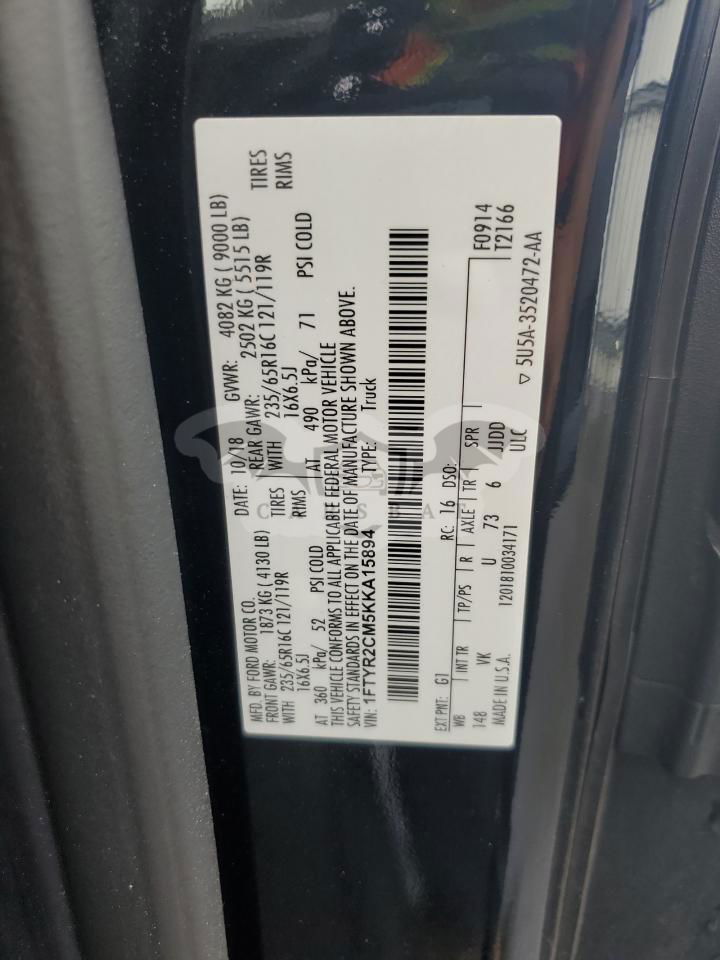 MFD. BY FORD MOTOR CO.
DATE: 10/18
GVWR: 4082 KG ( 9000 LB)
FRONT GAWR: 1873 KG ( 4130 LB)
REAR GAWR: 2502 KG ( 5515 LB)
WITH 235/65R16C 121/119R TIRES
WITH 235/65R16C 121/119R TIRES
16X6.5J RIMS
16X6.5J RIMS
AT 360 kPa/ 52 PSI COLD
AT 490 kPa/ 71 PSI COLD
THIS VEHICLE CONFORMS TO ALL APPLICABLE FEDERAL MOTOR VEHICLE
SAFETY STANDARDS IN EFFECT ON THE DATE OF MANUFACTURE SHOWN ABOVE.
VIN: 1FTYR2CM5KKA15894
TYPE: Truck
EXT PNT: G1 RC: 16 DSO: F0914
WB INT TR TP/PS R AXLE TR SPR T2166
148 VK U 73 6 JJDD
MADE IN U.S.A. 1201810034171 ULC
▽ 5U5A-3520472-AA